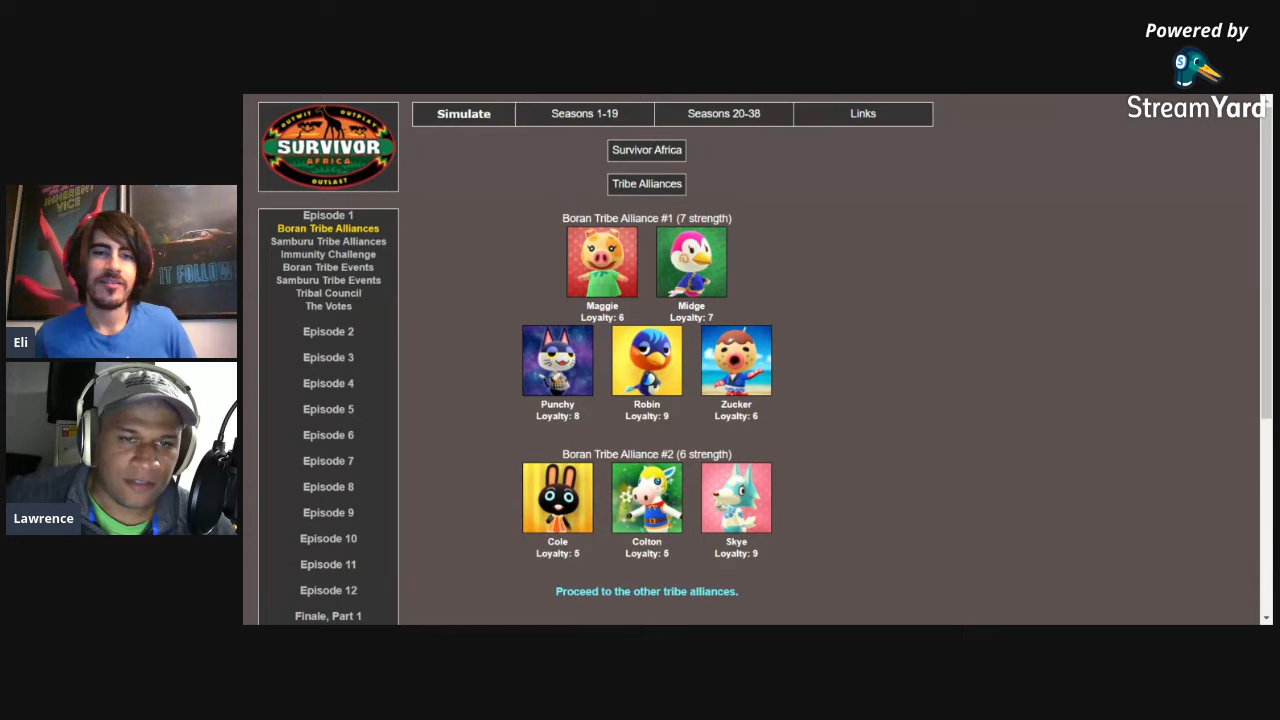 Powered by
StreamYard
OUTWIT OUTPLAY
SURVIVOR
AFRICA
OUTLAST
Simulate
Seasons 1-19
Seasons 20-38
Links
Survivor Africa
Tribe Alliances
Episode 1
Boran Tribe Alliances
Samburu Tribe Alliances
Immunity Challenge
Boran Tribe Events
Samburu Tribe Events
Tribal Council
The Votes
Episode 2
Episode 3
Episode 4
Episode 5
Episode 6
Episode 7
Episode 8
Episode 9
Episode 10
Episode 11
Episode 12
Finale, Part 1
Boran Tribe Alliance #1 (7 strength)
Maggie
Loyalty: 6
Midge
Loyalty: 7
Punchy
Loyalty: 8
Robin
Loyalty: 9
Zucker
Loyalty: 6
Boran Tribe Alliance #2 (6 strength)
Cole
Loyalty: 5
Colton
Loyalty: 5
Skye
Loyalty: 9
Proceed to the other tribe alliances.
INHERENT
VICE
IT FOLLOW
Eli
Lawrence